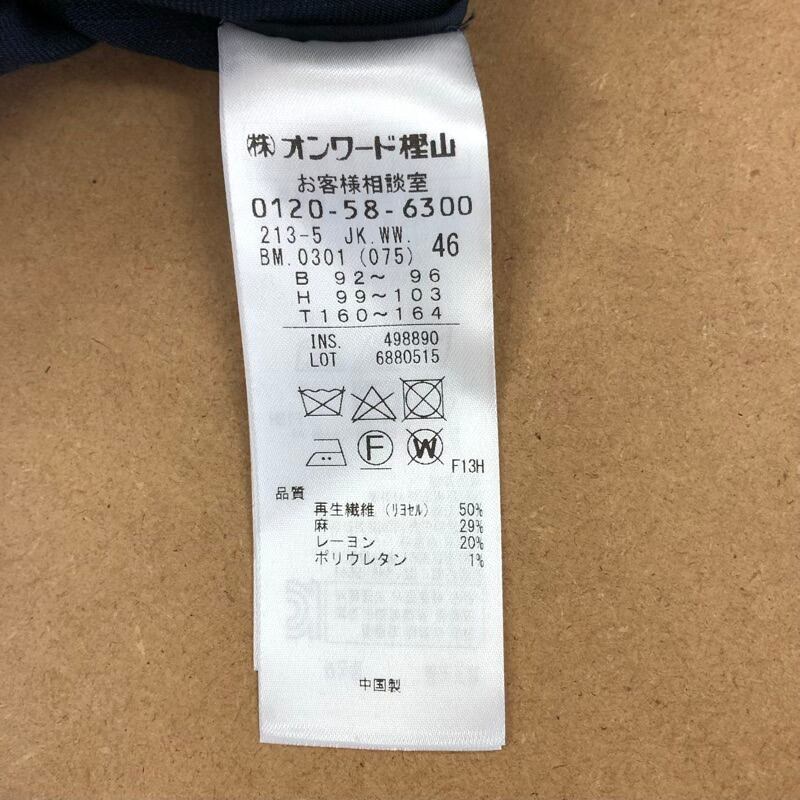 ㈱オンワード樫山
お客様相談室
0120-58-6300
213-5 JK.WW.
BM.0301 (075) 46
B 92～ 96
H 99～103
T160～164
INS. 498890
LOT 6880515
F W
F13H
品質
再生繊維 (ﾘﾖｾﾙ) 50%
麻 29%
レーヨン 20%
ポリウレタン 1%
中国製